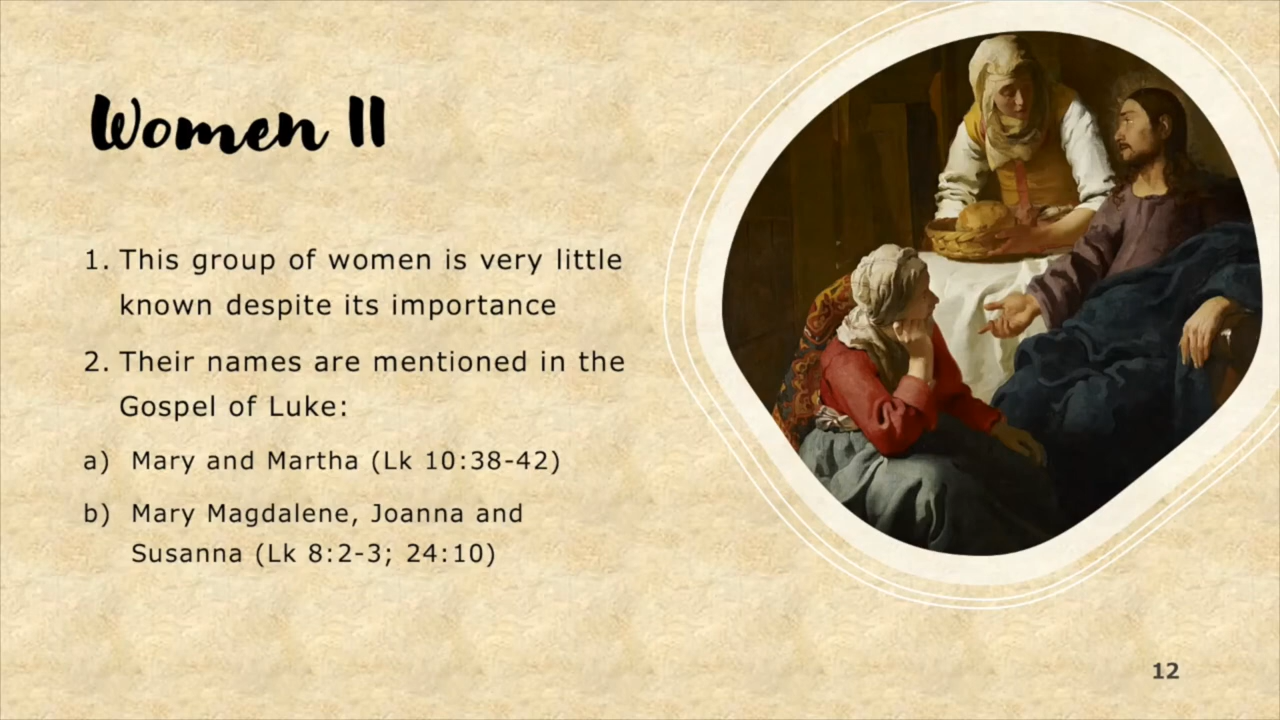 Women II
1. This group of women is very little
known despite its importance
2. Their names are mentioned in the
Gospel of Luke:
a) Mary and Martha (Lk 10:38-42)
b) Mary Magdalene, Joanna and
Susanna (Lk 8:2-3; 24:10)
12